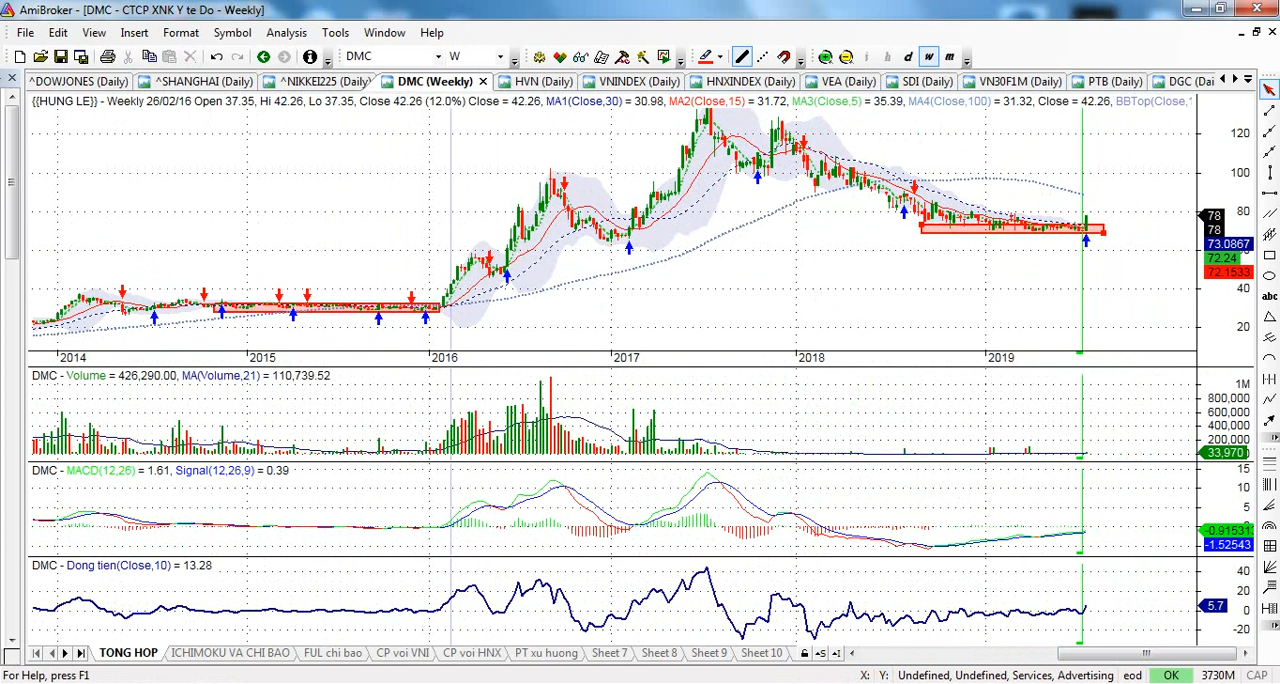 AmiBroker - [DMC - CTCP XNK Y te Do - Weekly]
File Edit View Insert Format Symbol Analysis Tools Window Help
DMC W i h d w m
^DOWJONES (Daily) ^SHANGHAI (Daily) ^NIKKEI225 (Daily) DMC (Weekly) HVN (Daily) VNINDEX (Daily) HNXINDEX (Daily) VEA (Daily) SDI (Daily) VN30F1M (Daily) PTB (Daily) DGC (Dai
{{HUNG LE}} - Weekly 26/02/16 Open 37.35, Hi 42.26, Lo 37.35, Close 42.26 (12.0%) Close = 42.26, MA1(Close,30) = 30.98, MA2(Close,15) = 31.72, MA3(Close,5) = 35.39, MA4(Close,100) = 31.32, Close = 42.26, BBTop(Close,1
120
100
80
78
78
73.0867
72.24
72.1533
40
20
abc
2014 2015 2016 2017 2018 2019
DMC - Volume = 426,290.00, MA(Volume,21) = 110,739.52
1M
800,000
600,000
400,000
200,000
33,970
DMC - MACD(12,26) = 1.61, Signal(12,26,9) = 0.39
15
10
5
-0.91531
-1.52543
DMC - Dong tien(Close,10) = 13.28
40
20
5.7
0
-20
TONG HOP ICHIMOKU VA CHI BAO FUL chi bao CP voi VNI CP voi HNX PT xu huong Sheet 7 Sheet 8 Sheet 9 Sheet 10
For Help, press F1 X: Y: Undefined, Undefined, Services, Advertising eod OK 3730M CAP